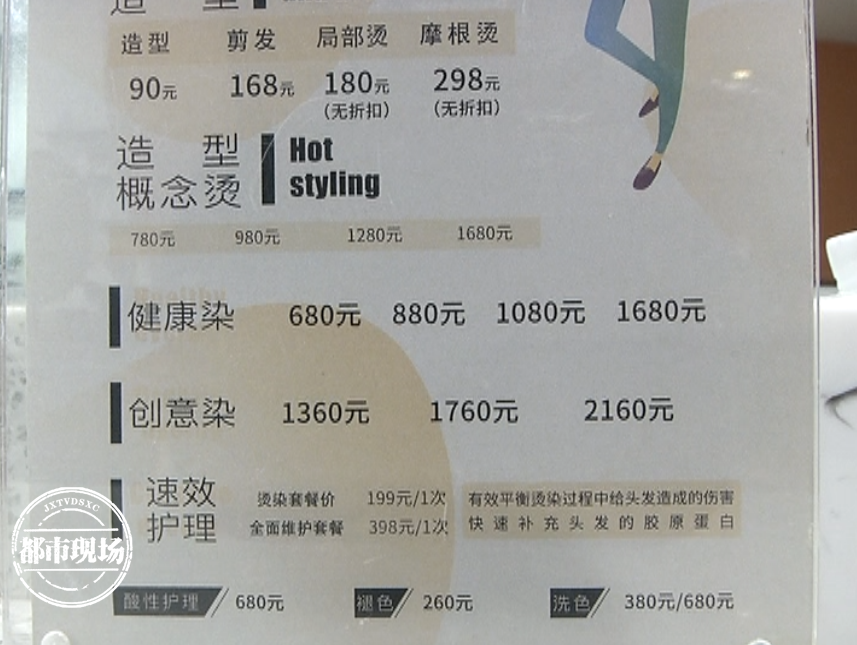 造型
造型 剪发 局部烫 摩根烫
90元 168元 180元 298元
(无折扣) (无折扣)
造型 Hot
概念烫 styling
780元 980元 1280元 1680元
健康染 680元 880元 1080元 1680元
创意染 1360元 1760元 2160元
速效 烫染套餐价 199元/1次 有效平衡烫染过程中给头发造成的伤害
护理 全面维护套餐 398元/1次 快速补充头发的胶原蛋白
酸性护理 680元 褪色 260元 洗色 380元/680元
JXTVDSXC
都市现场